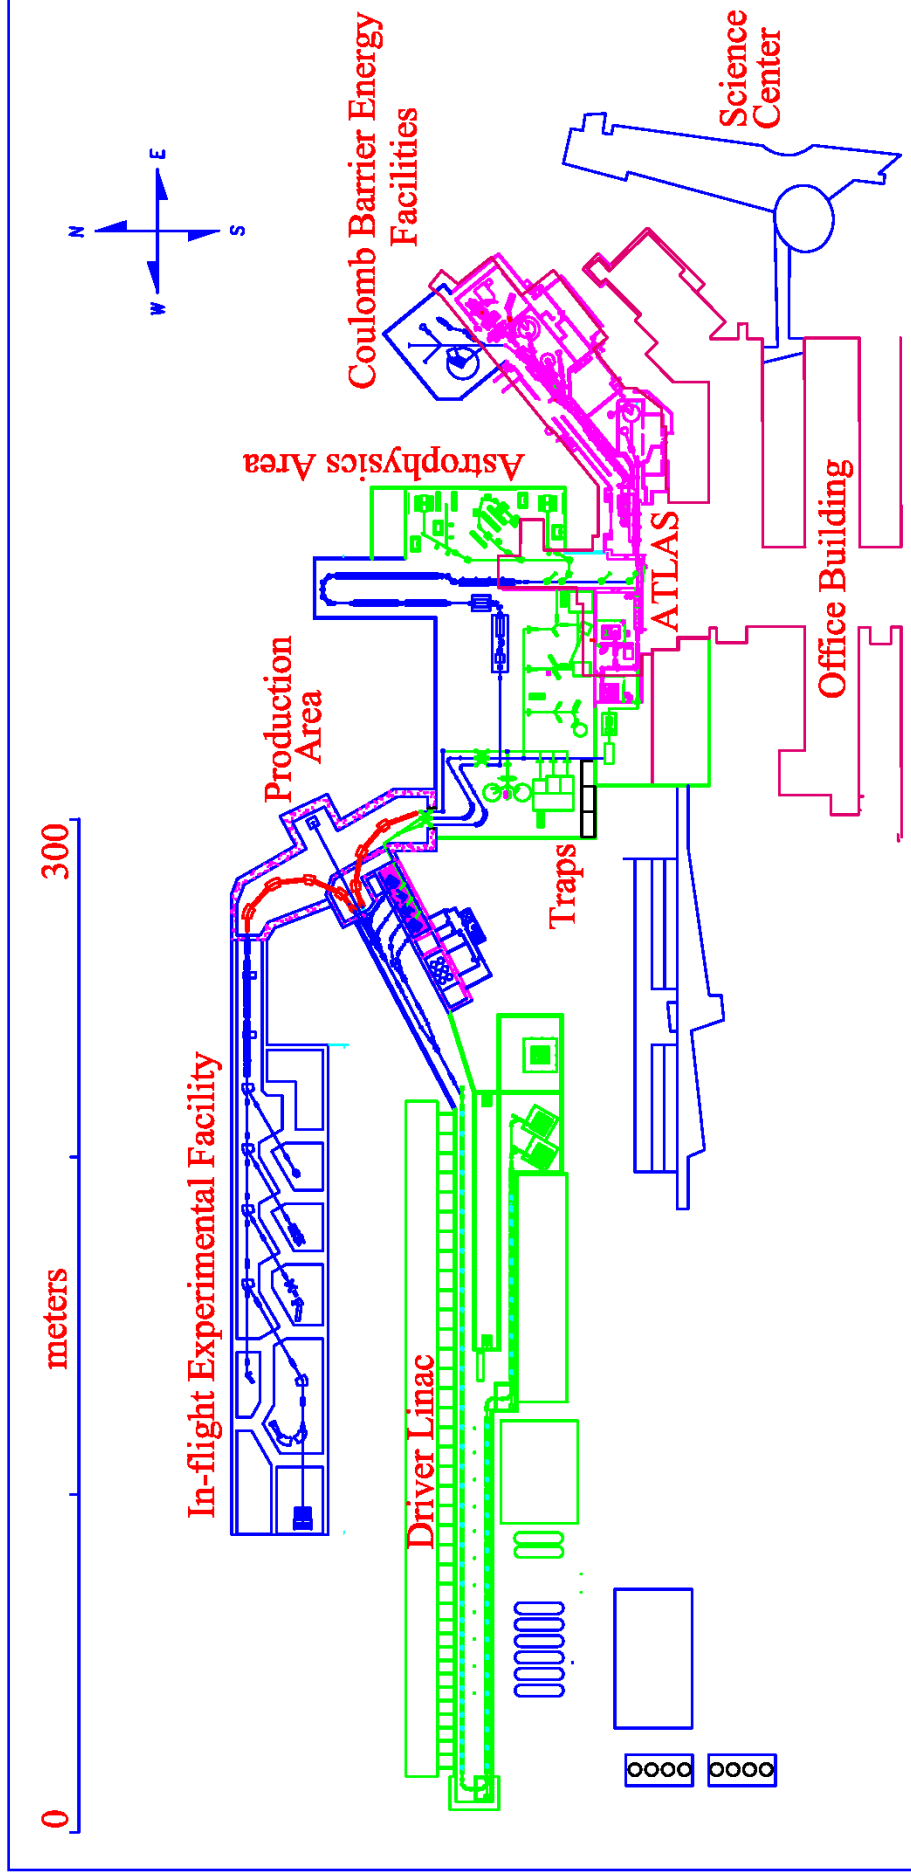 0
meters
300
N
W
E
S
In-flight Experimental Facility
Production
Area
Coulomb Barrier Energy
Facilities
Astrophysics Area
Driver Linac
Traps
ATLAS
Office Building
Science
Center